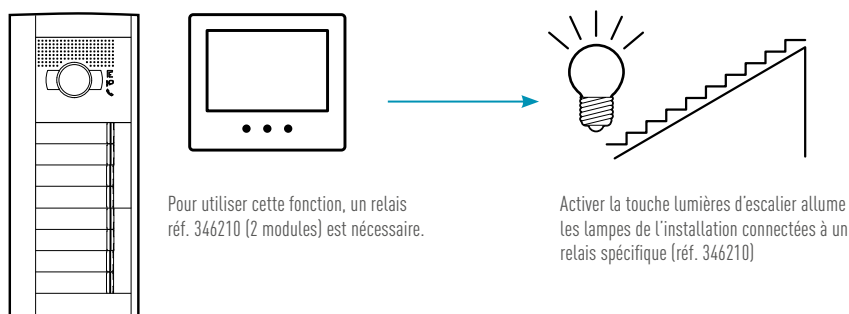 Pour utiliser cette fonction, un relais
réf. 346210 (2 modules) est nécessaire.
Activer la touche lumières d'escalier allume
les lampes de l'installation connectées à un
relais spécifique (réf. 346210)